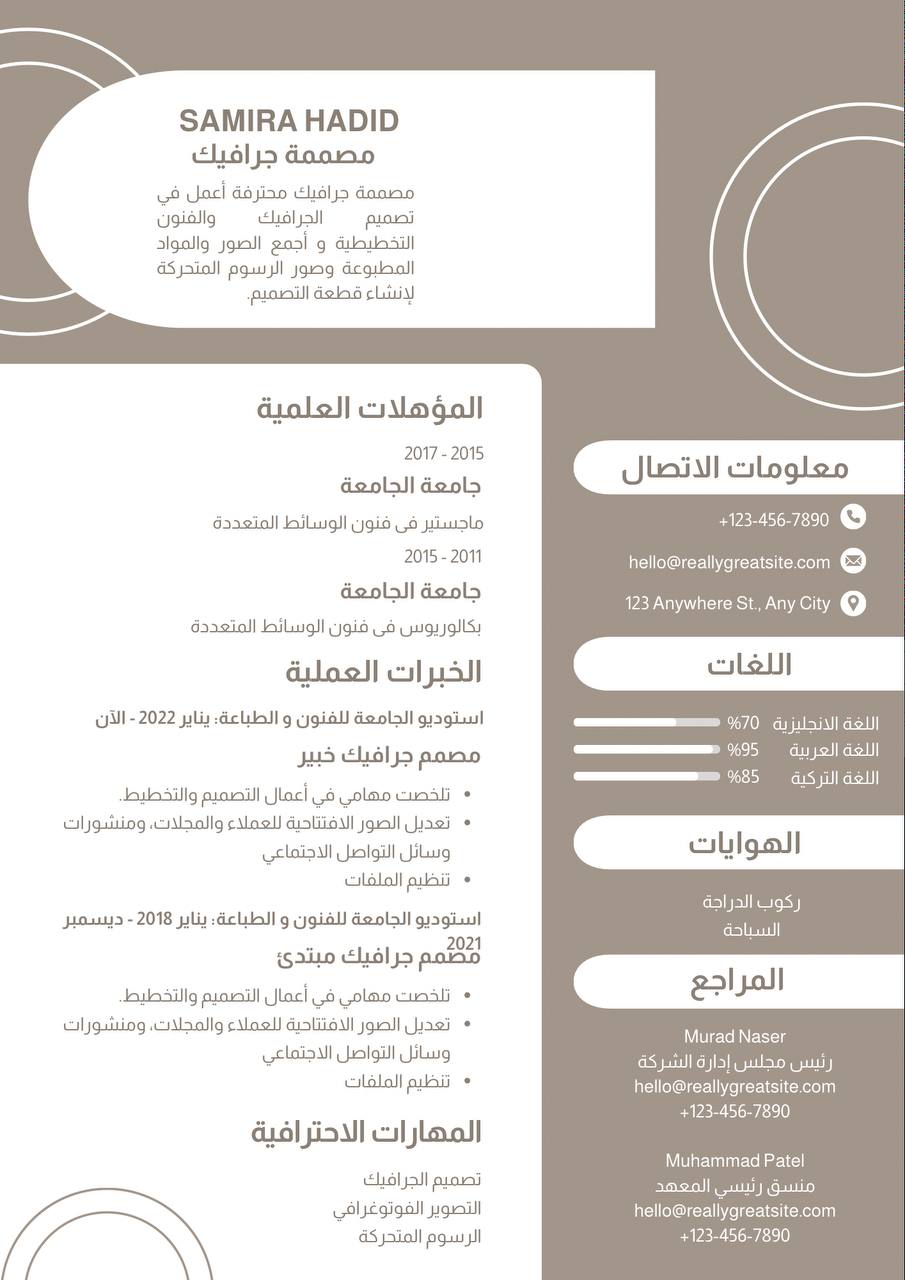 SAMIRA HADID
مصممة جرافيك
مصممة جرافيك محترفة أعمل في
تصميم الجرافيك والفنون
التخطيطية و أجمع الصور والمواد
المطبوعة وصور الرسوم المتحركة
لإنشاء قطعة التصميم.
معلومات الاتصال
+123-456-7890
hello@reallygreatsite.com
123 Anywhere St., Any City
اللغات
اللغة الانجليزية %70
اللغة العربية %95
اللغة التركية %85
الهوايات
ركوب الدراجة
السباحة
المراجع
Murad Naser
رئيس مجلس إدارة الشركة
hello@reallygreatsite.com
+123-456-7890
Muhammad Patel
منسق رئيسي المعهد
hello@reallygreatsite.com
+123-456-7890
المؤهلات العلمية
2015 - 2017
جامعة الجامعة
ماجستير فى فنون الوسائط المتعددة
2011 - 2015
جامعة الجامعة
بكالوريوس فى فنون الوسائط المتعددة
الخبرات العملية
استوديو الجامعة للفنون و الطباعة: يناير 2022 - الآن
مصمم جرافيك خبير
• تلخصت مهامي في أعمال التصميم والتخطيط.
• تعديل الصور الافتتاحية للعملاء والمجلات، ومنشورات
وسائل التواصل الاجتماعي
• تنظيم الملفات
استوديو الجامعة للفنون و الطباعة: يناير 2018 - ديسمبر
2021
مصمم جرافيك مبتدئ
• تلخصت مهامي في أعمال التصميم والتخطيط.
• تعديل الصور الافتتاحية للعملاء والمجلات، ومنشورات
وسائل التواصل الاجتماعي
• تنظيم الملفات
المهارات الاحترافية
تصميم الجرافيك
التصوير الفوتوغرافي
الرسوم المتحركة